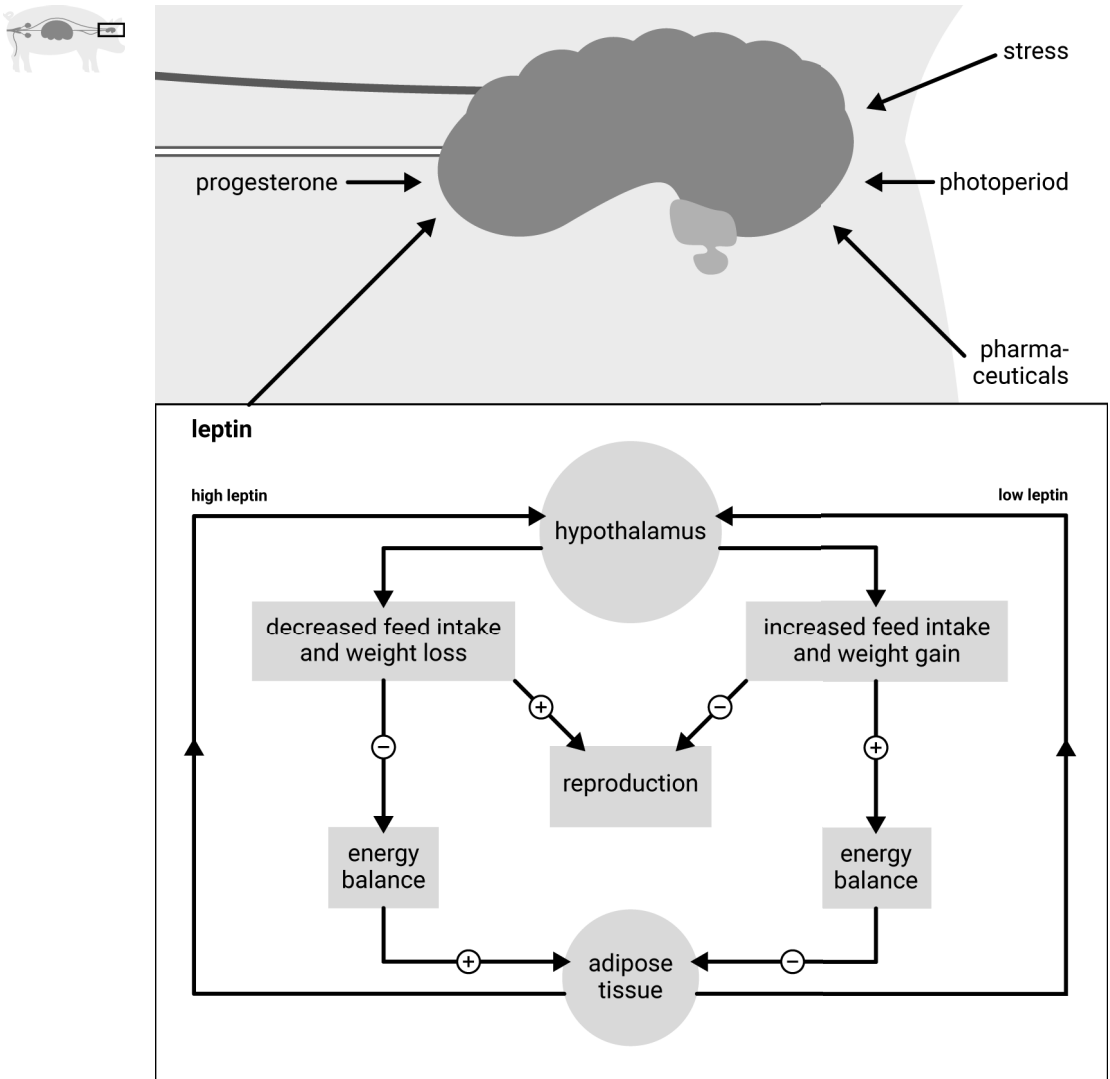 stress
progesterone
photoperiod
pharma-
ceuticals
leptin
high leptin
low leptin
hypothalamus
decreased feed intake
and weight loss
increased feed intake
and weight gain
+
−
−
+
reproduction
energy
balance
energy
balance
+
−
adipose
tissue